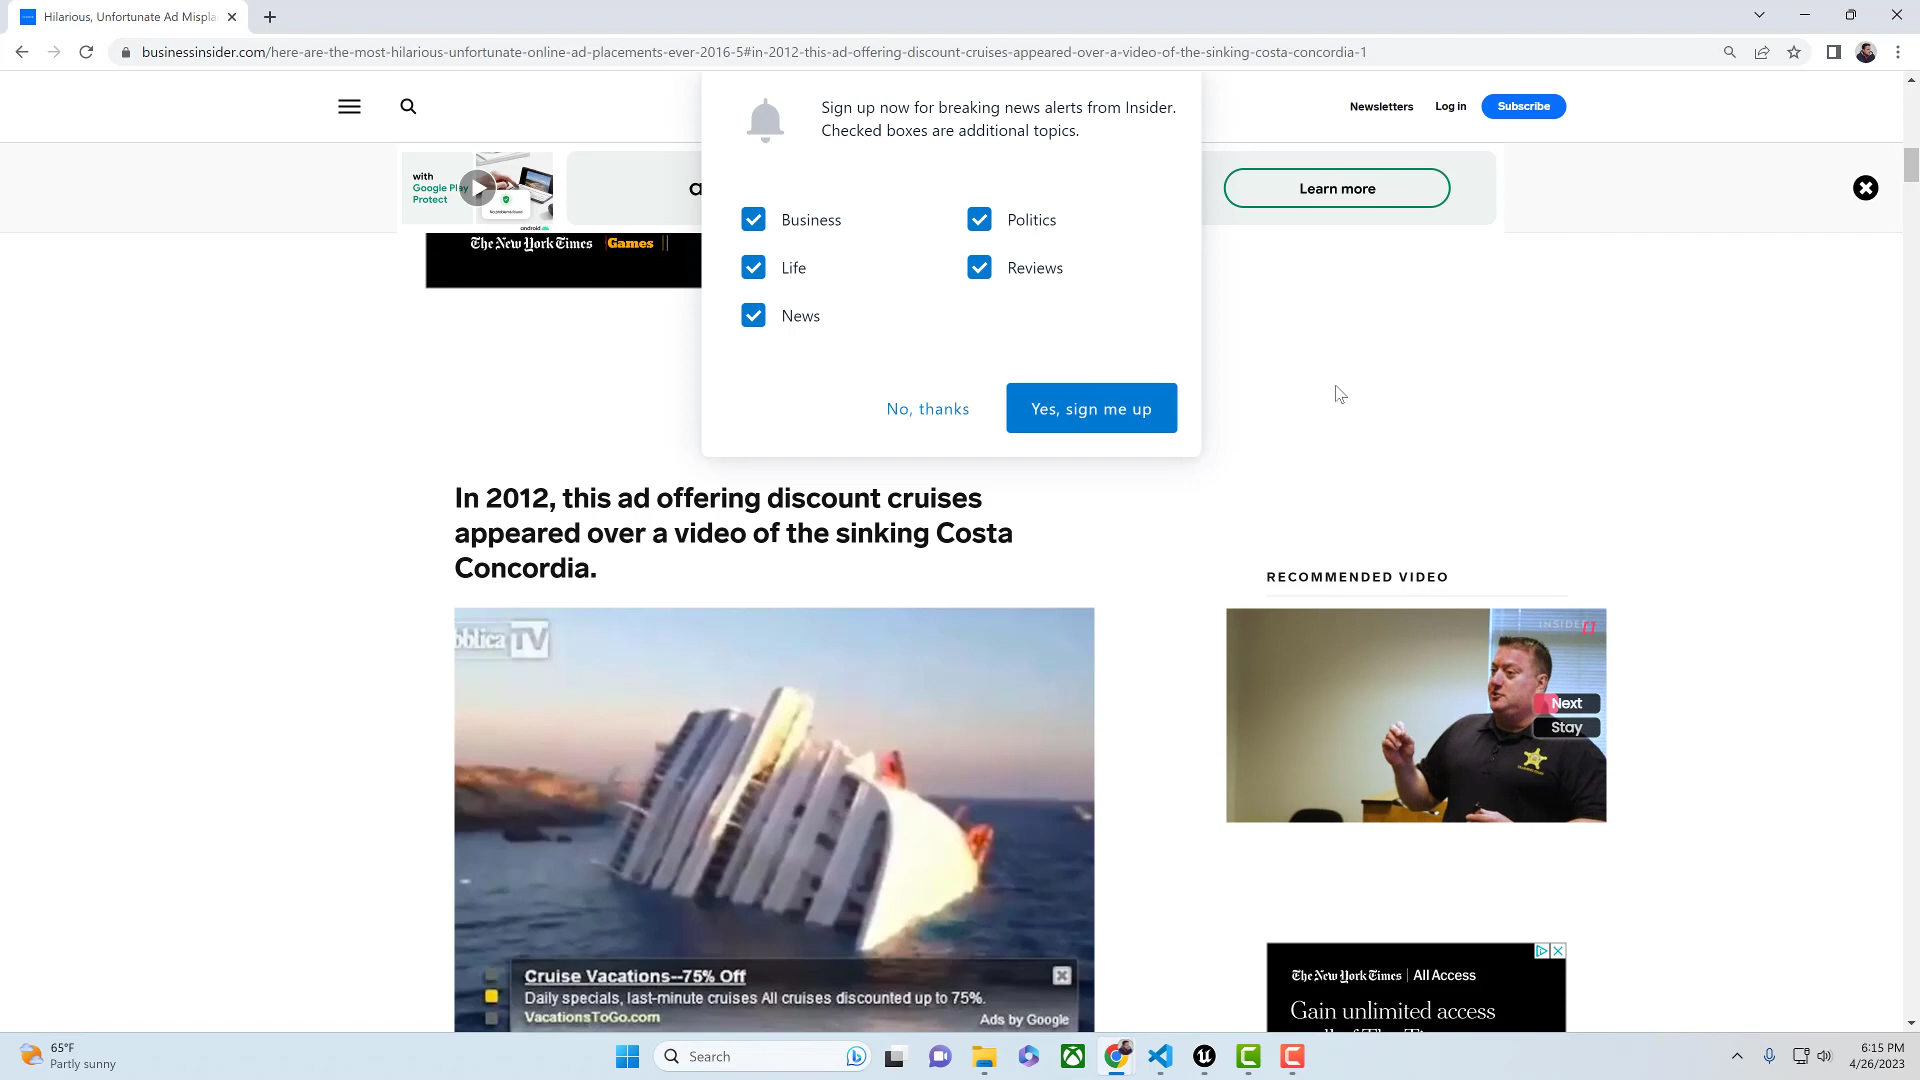 Hilarious, Unfortunate Ad Mispla
businessinsider.com/here-are-the-most-hilarious-unfortunate-online-ad-placements-ever-2016-5#in-2012-this-ad-offering-discount-cruises-appeared-over-a-video-of-the-sinking-costa-concordia-1
Newsletters
Log in
Subscribe
Sign up now for breaking news alerts from Insider.
Checked boxes are additional topics.
Business
Politics
Life
Reviews
News
No, thanks
Yes, sign me up
with
Google Play
Protect
No problems found
android
a
Learn more
The New York Times Games
In 2012, this ad offering discount cruises
appeared over a video of the sinking Costa
Concordia.
bblica TV
Cruise Vacations--75% Off
Daily specials, last-minute cruises All cruises discounted up to 75%.
VacationsToGo.com
Ads by Google
RECOMMENDED VIDEO
INSIDER
Next
Stay
The New York Times | All Access
Gain unlimited access
65°F
Partly sunny
Search
6:15 PM
4/26/2023